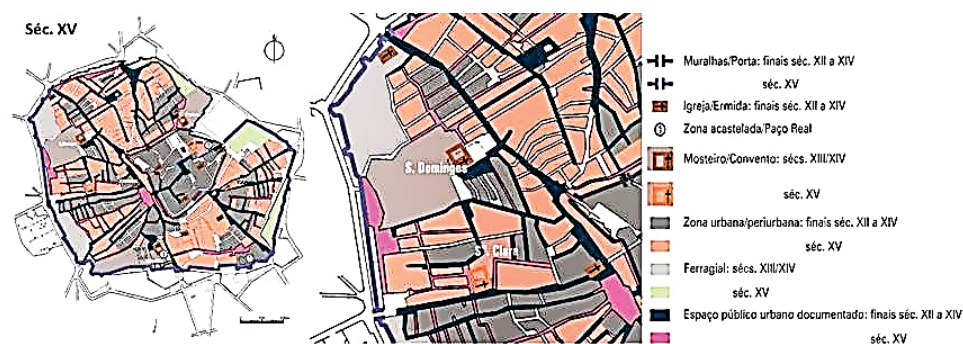 Séc. XV
S. Domingos
S. Clara
Muralhas/Porta: finais séc. XII a XIV
séc. XV
Igreja/Ermida: finais séc. XII a XIV
Zona acastelada/Paço Real
Mosteiro/Convento: sécs. XIII/XIV
séc. XV
Zona urbana/periurbana: finais séc. XII a XIV
séc. XV
Ferragial: sécs. XIII/XIV
séc. XV
Espaço público urbano documentado: finais séc. XII a XIV
séc. XV